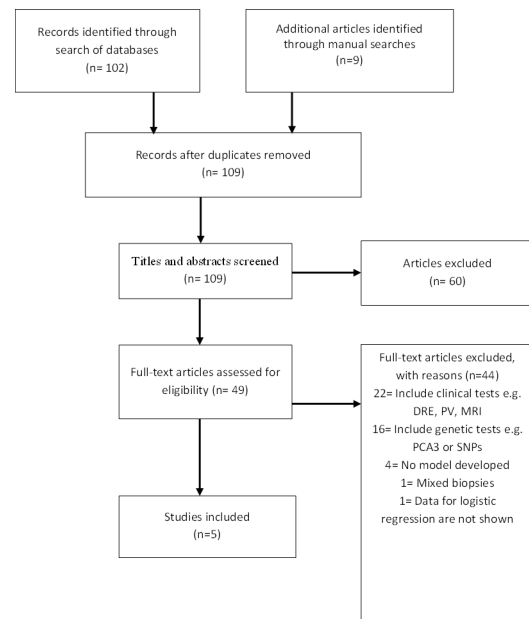 Records identified through
search of databases
(n= 102)
Additional articles identified
through manual searches
(n=9)
Records after duplicates removed
(n= 109)
Titles and abstracts screened
(n= 109)
Articles excluded
(n= 60)
Full-text articles assessed for
eligibility (n= 49)
Full-text articles excluded,
with reasons (n=44)
22= Include clinical tests e.g.
DRE, PV, MRI
16= Include genetic tests e.g.
PCA3 or SNPs
4= No model developed
1= Mixed biopsies
1= Data for logistic
regression are not shown
Studies included
(n=5)